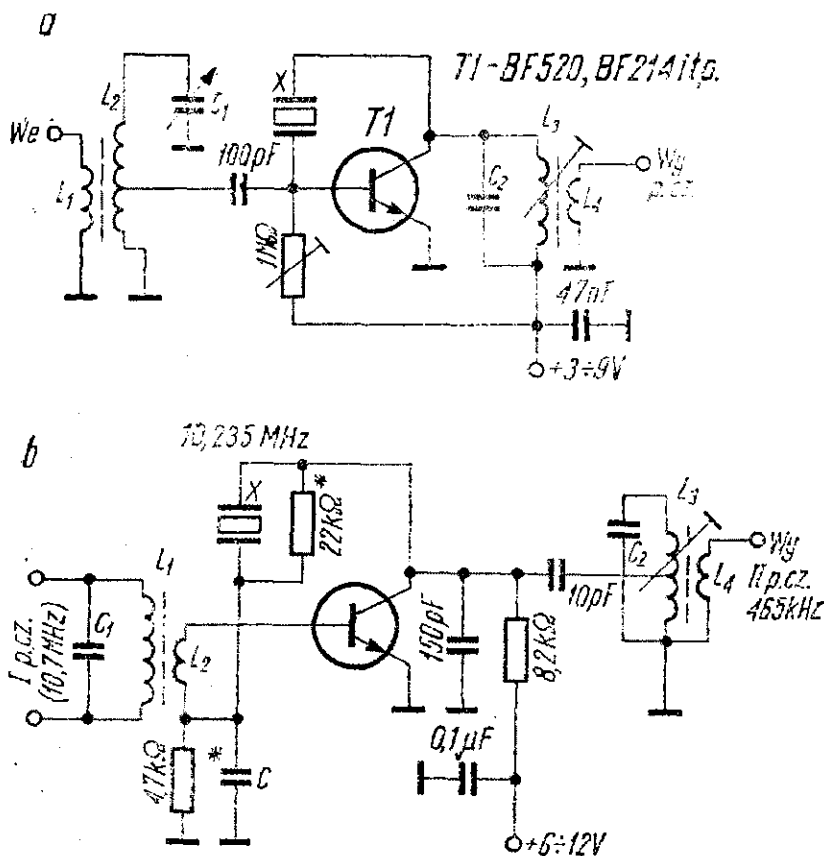 a
T1-BF520, BF214 itp.
We
L1
L2
C1
100pF
X
T1
1MΩ
C2
L3
L4
Wy
p.cz.
47nF
+3÷9V
b
10,235 MHz
X
22kΩ
*
I p.cz.
(10,7MHz)
C1
L1
L2
4,7kΩ
*
C
150pF
8,2kΩ
0,1µF
+6÷12V
10pF
C2
L3
L4
Wy
II p.cz.
465kHz